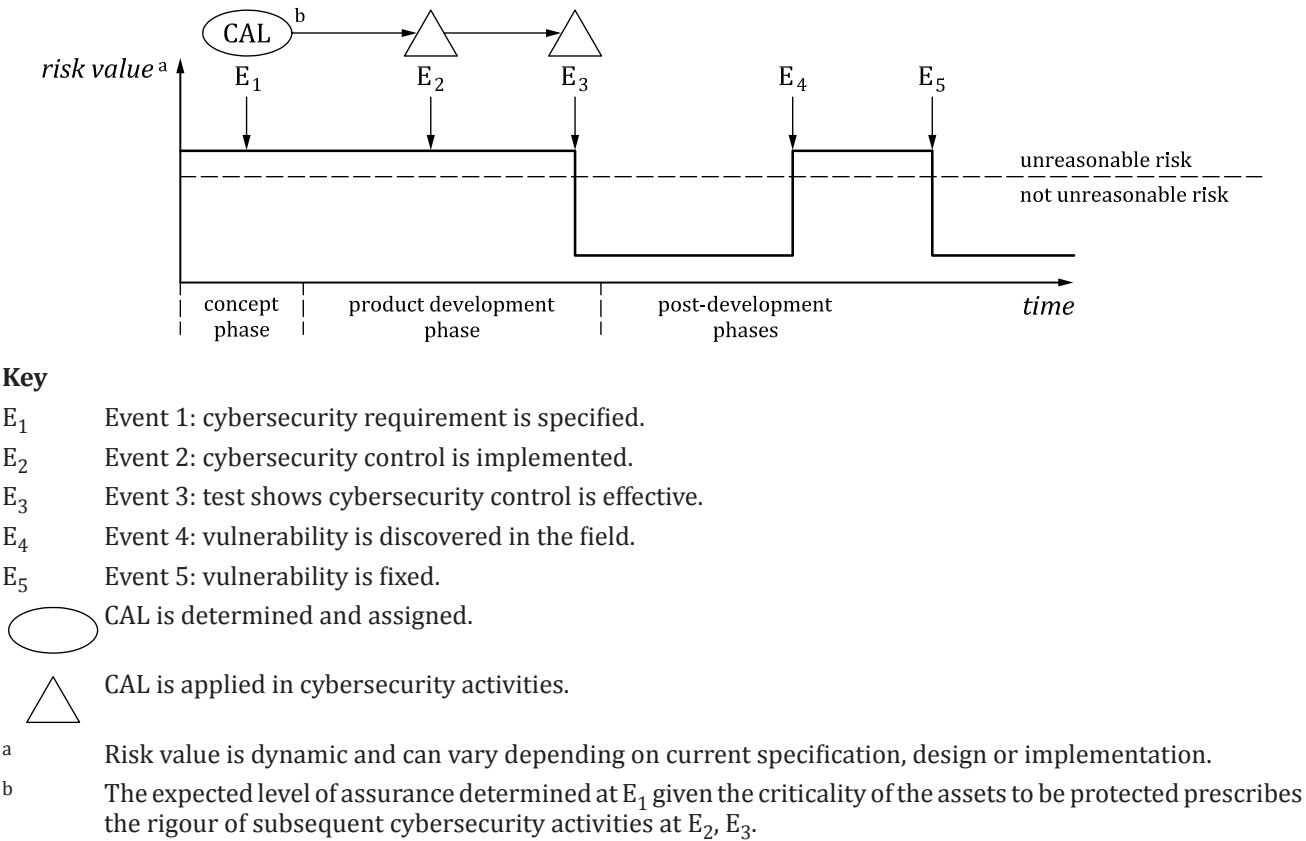 CAL b
risk value a
E1 E2 E3 E4 E5
unreasonable risk
not unreasonable risk
concept
phase
product development
phase
post-development
phases
time
Key
E1 Event 1: cybersecurity requirement is specified.
E2 Event 2: cybersecurity control is implemented.
E3 Event 3: test shows cybersecurity control is effective.
E4 Event 4: vulnerability is discovered in the field.
E5 Event 5: vulnerability is fixed.
CAL is determined and assigned.
CAL is applied in cybersecurity activities.
a Risk value is dynamic and can vary depending on current specification, design or implementation.
b The expected level of assurance determined at E1 given the criticality of the assets to be protected prescribes
the rigour of subsequent cybersecurity activities at E2, E3.